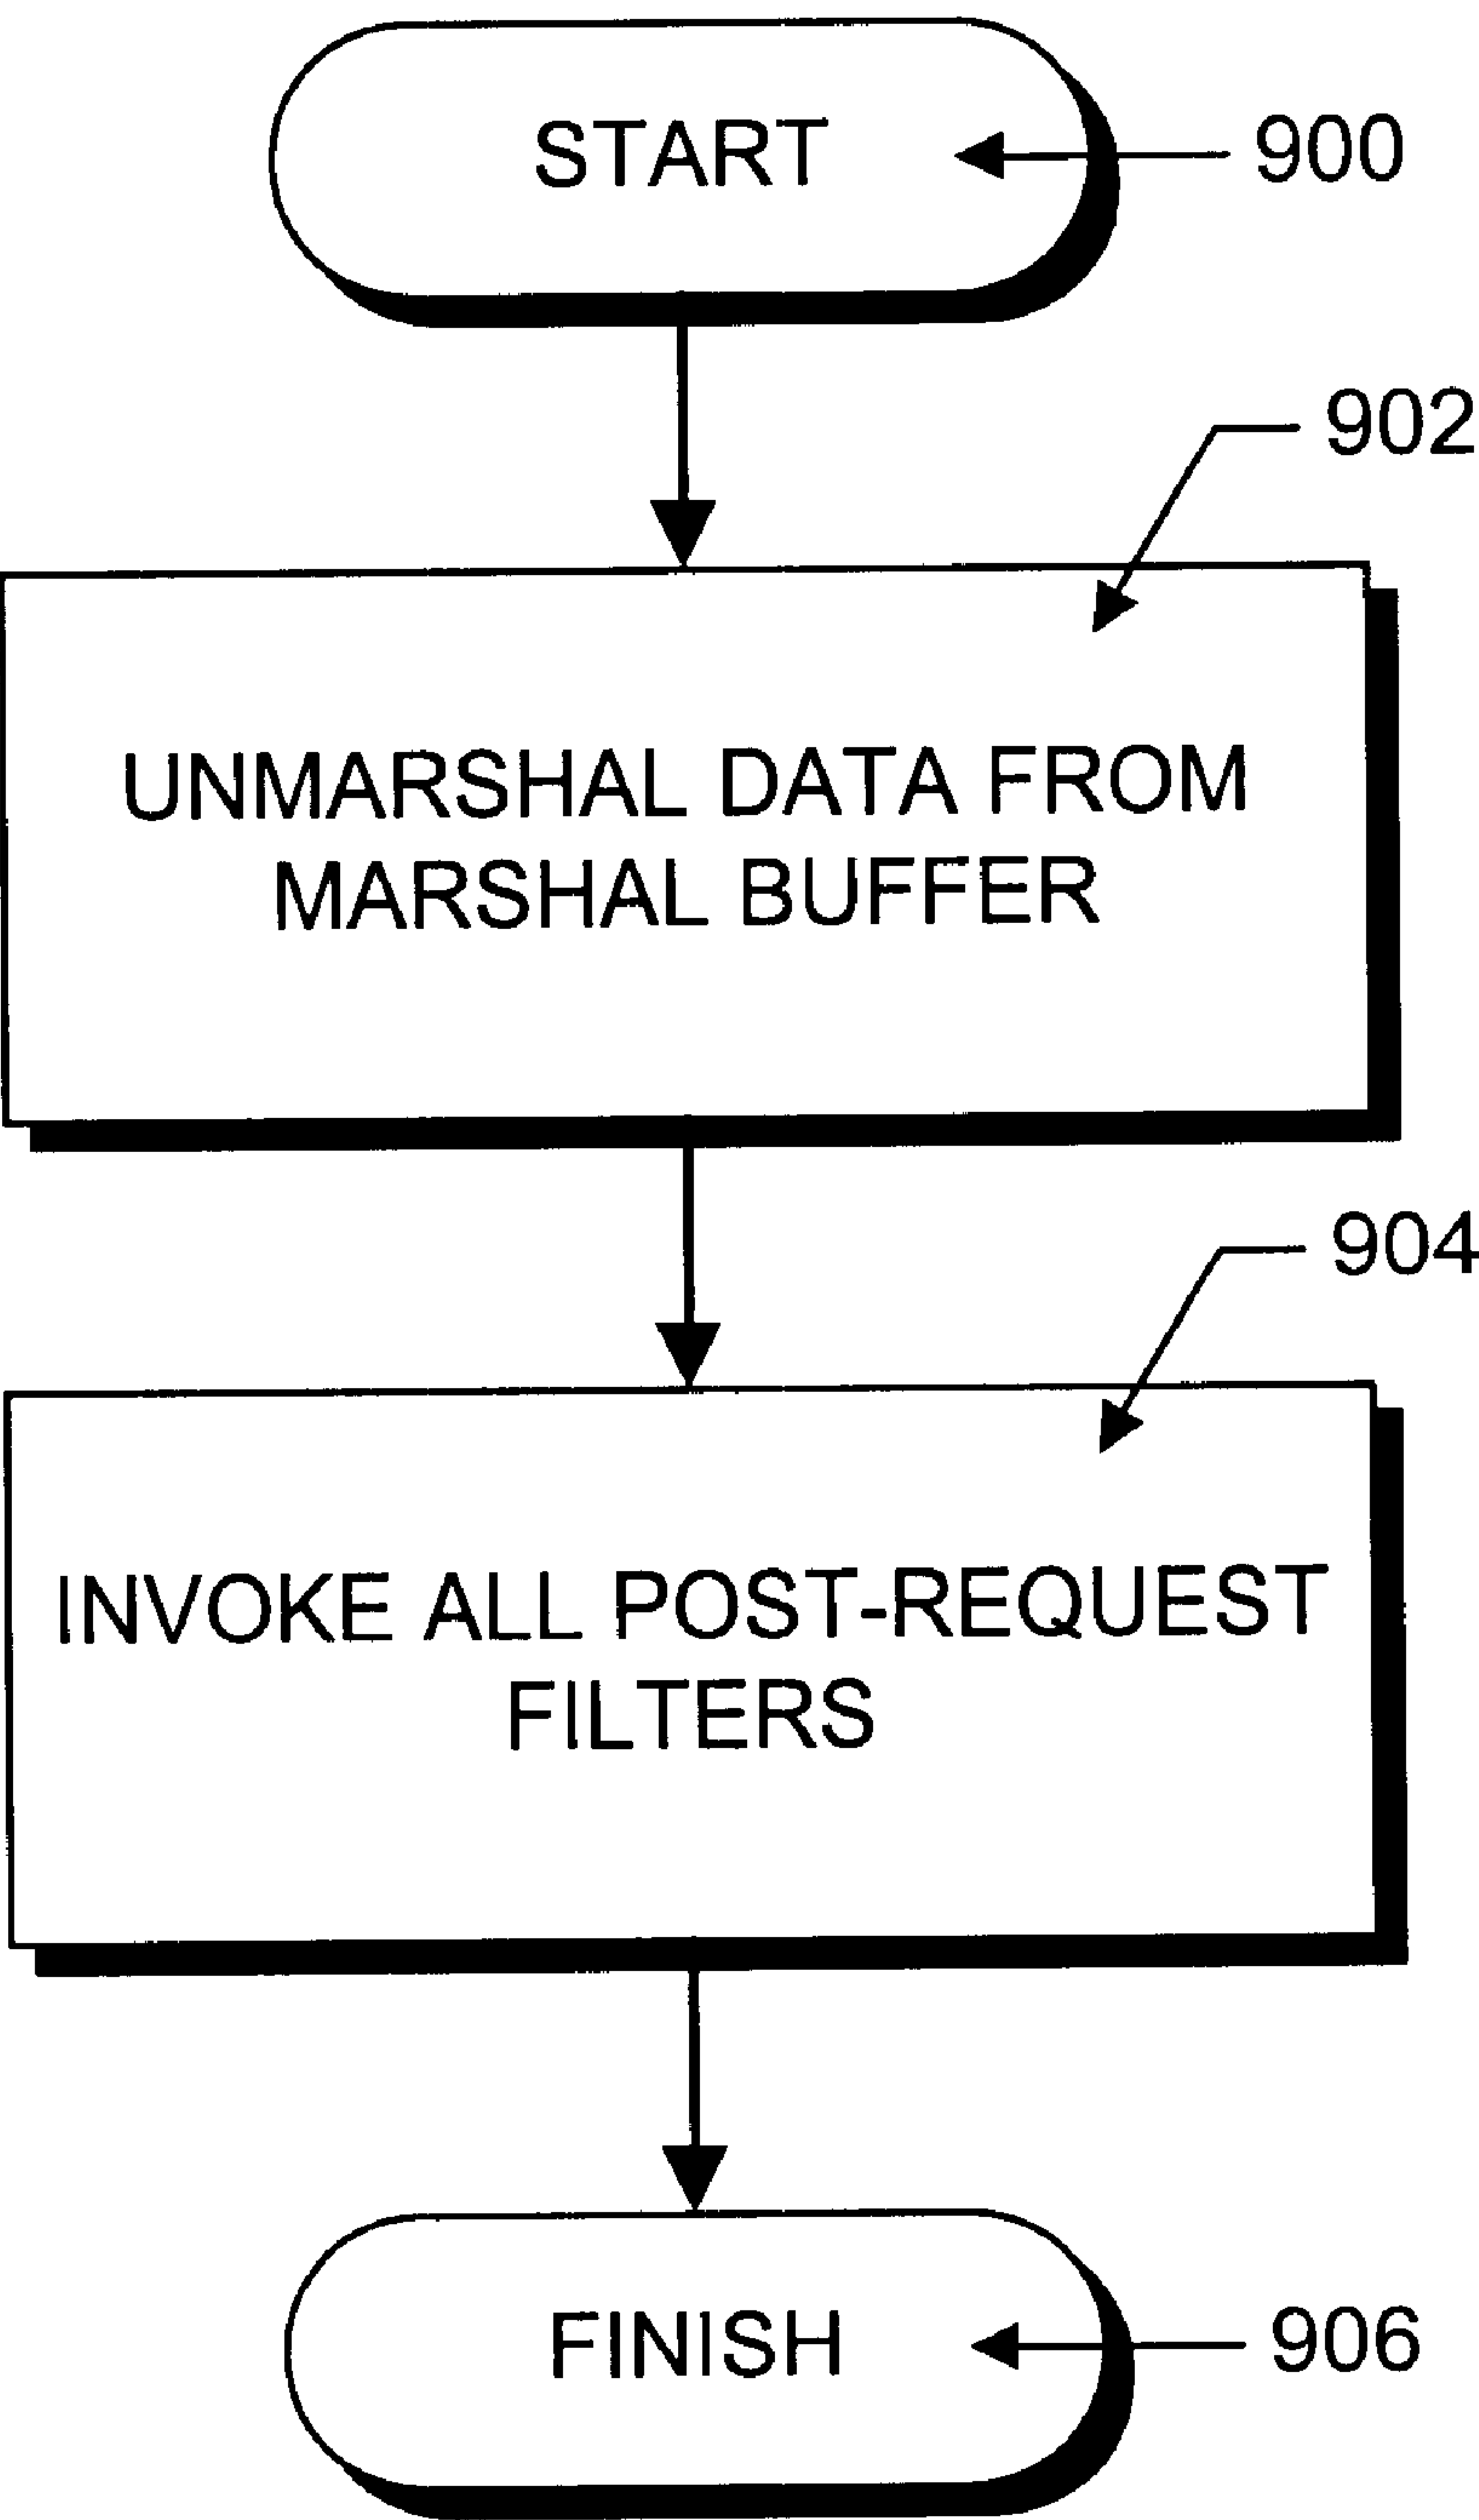 START
900
902
UNMARSHAL DATA FROM
MARSHAL BUFFER
904
INVOKE ALL POST-REQUEST
FILTERS
FINISH
906